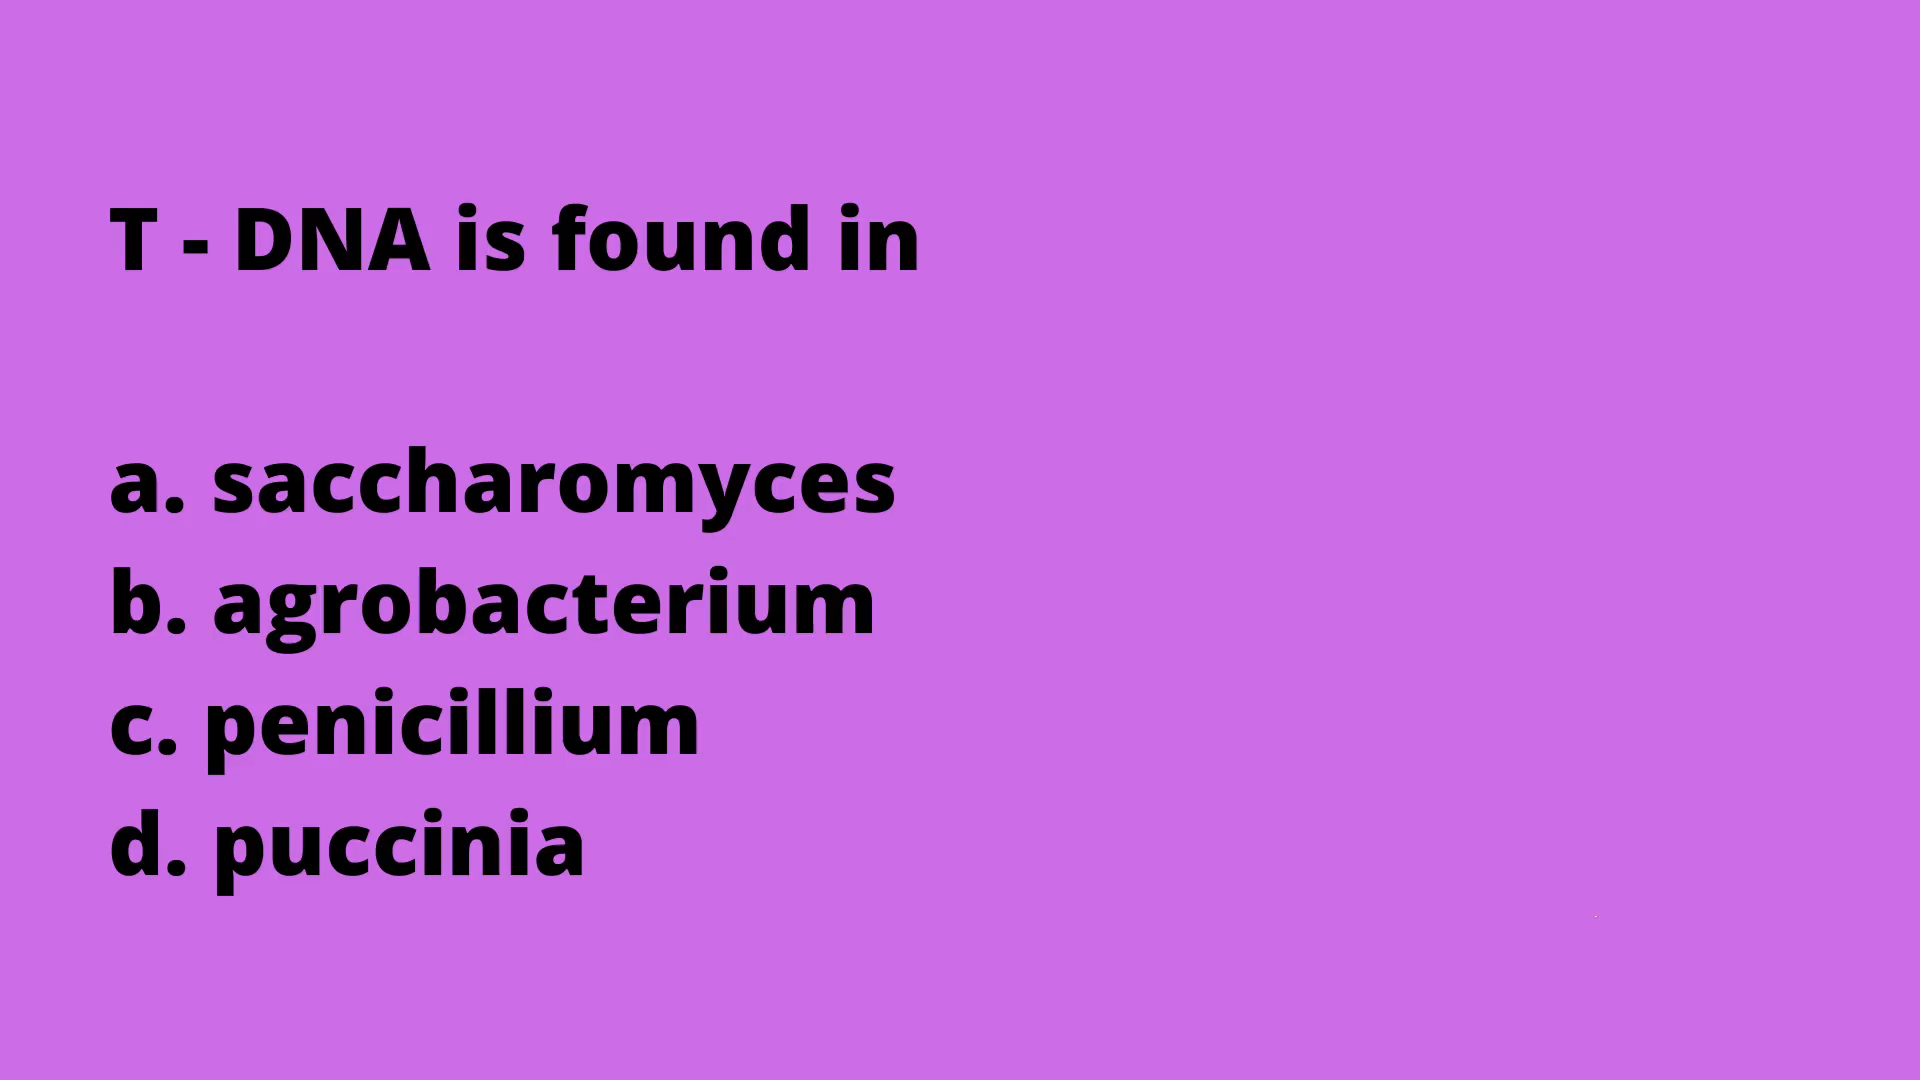 T - DNA is found in
a. saccharomyces
b. agrobacterium
c. penicillium
d. puccinia